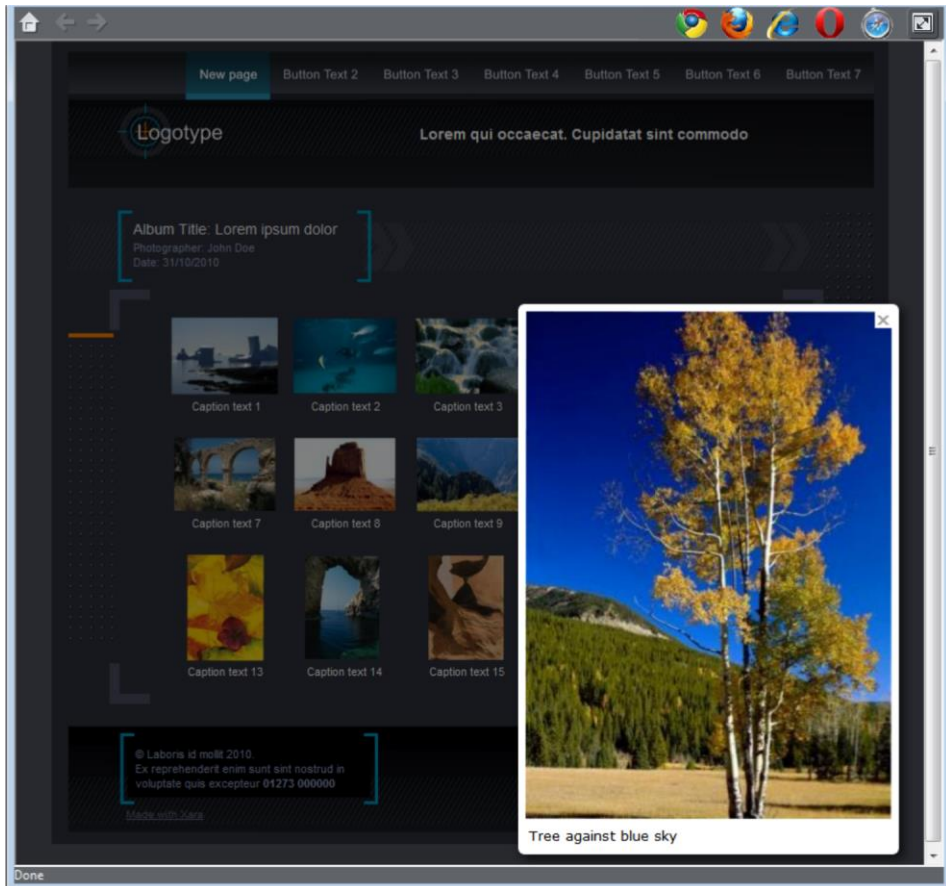 New page Button Text 2 Button Text 3 Button Text 4 Button Text 5 Button Text 6 Button Text 7
Logotype
Lorem qui occaecat. Cupidatat sint commodo
Album Title: Lorem ipsum dolor
Photographer: John Doe
Date: 31/10/2010
Caption text 1 Caption text 2 Caption text 3
Caption text 7 Caption text 8 Caption text 9
Caption text 13 Caption text 14 Caption text 15
© Laboris id mollit 2010.
Ex reprehenderit enim sunt sint nostrud in
voluptate quis excepteur 01273 000000
Made with Xara
Tree against blue sky
Done